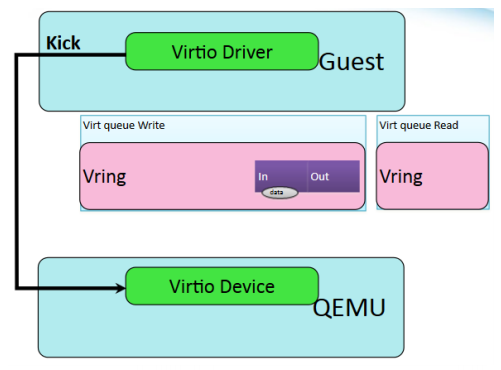 Kick
Virtio Driver
Guest
Virt queue Write
Virt queue Read
Vring
In
Out
data
Vring
Virtio Device
QEMU